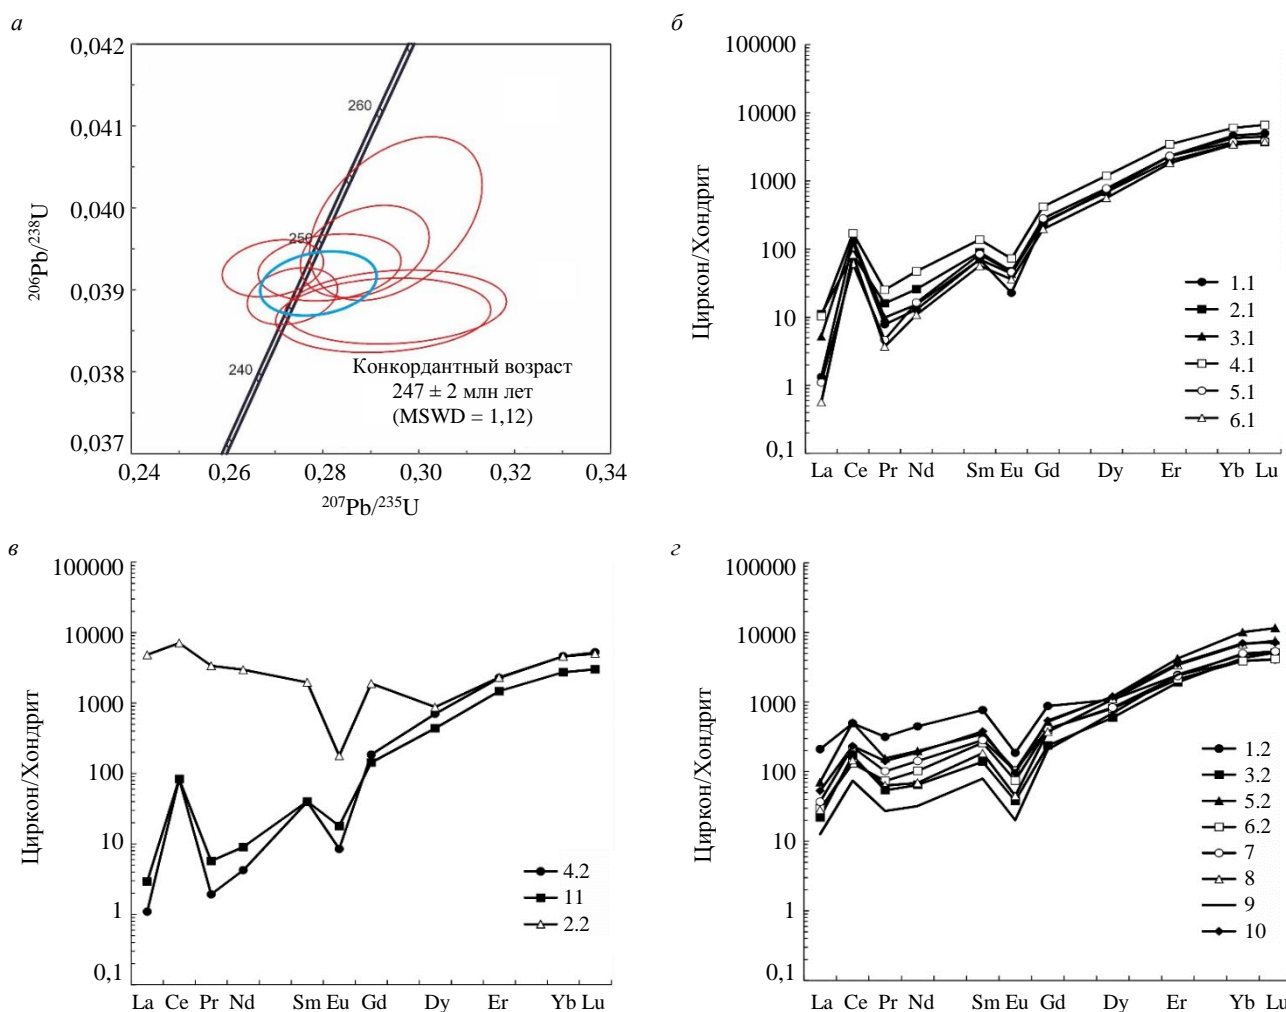 а
0,042
0,041
0,040
0,039
0,038
0,037
206Pb/238U
260
250
240
Конкордантный возраст
247 ± 2 млн лет
(MSWD = 1,12)
0,24 0,26 0,28 0,30 0,32 0,34
207Pb/235U
б
100000
10000
1000
100
10
1
0,1
Циркон/Хондрит
1.1
2.1
3.1
4.1
5.1
6.1
La Ce Pr Nd Sm Eu Gd Dy Er Yb Lu
в
100000
10000
1000
100
10
1
0,1
Циркон/Хондрит
4.2
11
2.2
La Ce Pr Nd Sm Eu Gd Dy Er Yb Lu
г
100000
10000
1000
100
10
1
0,1
Циркон/Хондрит
1.2
3.2
5.2
6.2
7
8
9
10
La Ce Pr Nd Sm Eu Gd Dy Er Yb Lu